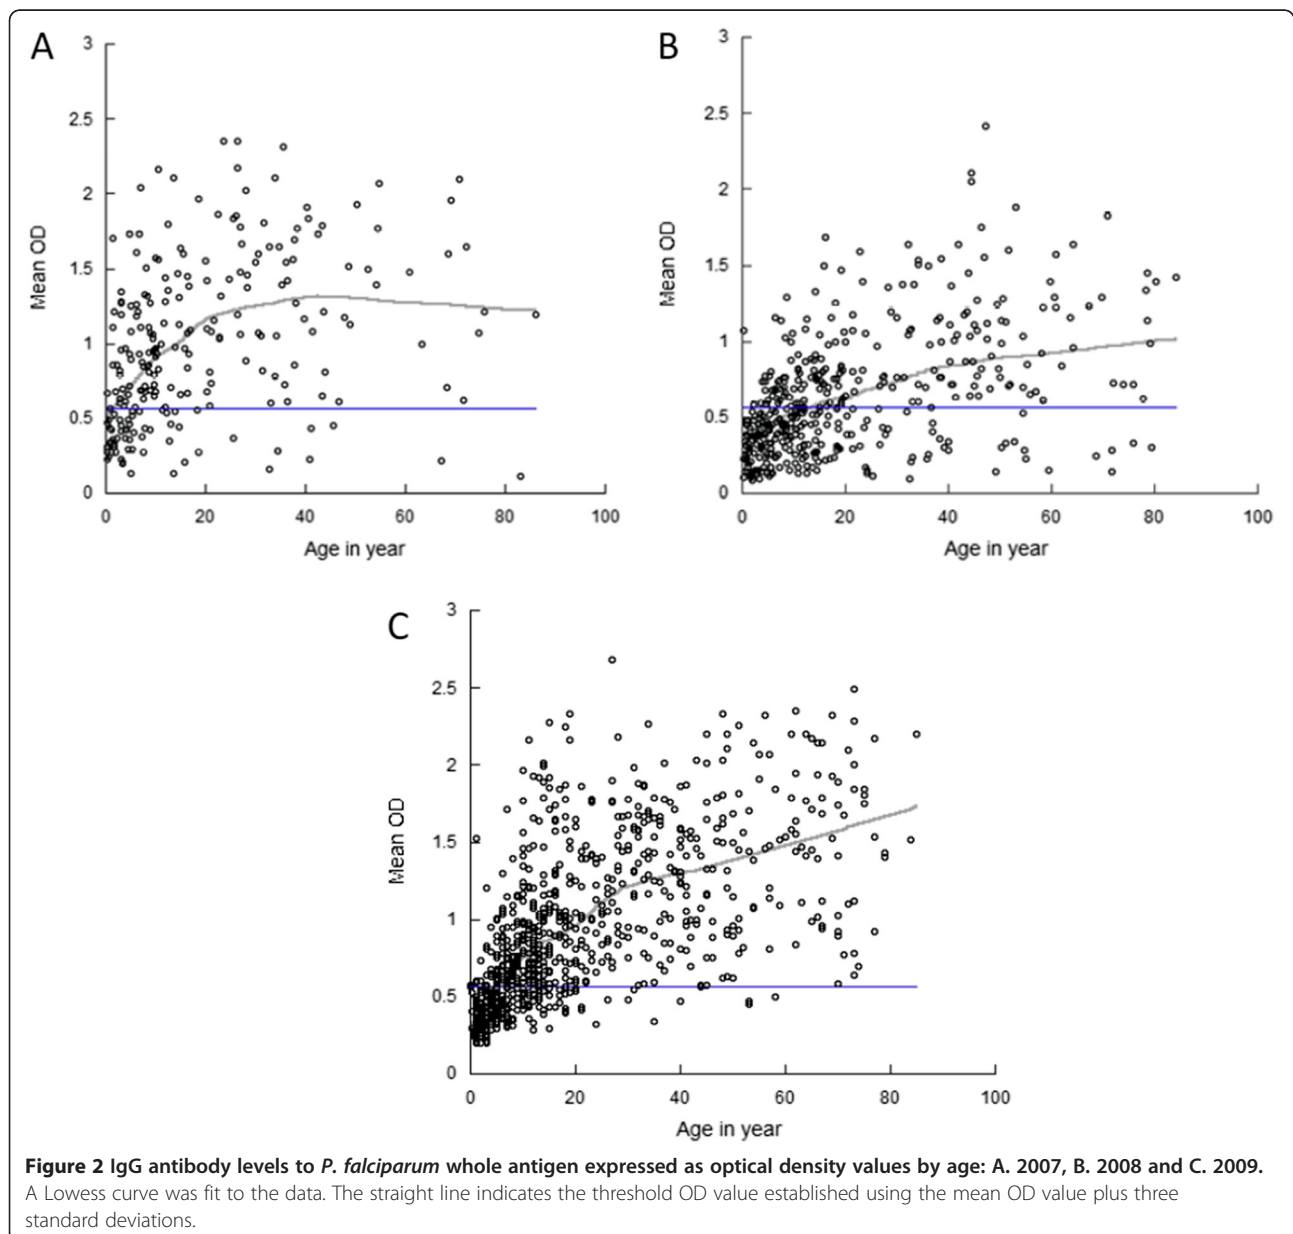 A
3
2.5
2
1.5
1
0.5
0
Mean OD
0 20 40 60 80 100
Age in year
B
3
2.5
2
1.5
1
0.5
0
Mean OD
0 20 40 60 80 100
Age in year
C
3
2.5
2
1.5
1
0.5
0
Mean OD
0 20 40 60 80 100
Age in year
Figure 2 IgG antibody levels to P. falciparum whole antigen expressed as optical density values by age: A. 2007, B. 2008 and C. 2009.
A Lowess curve was fit to the data. The straight line indicates the threshold OD value established using the mean OD value plus three
standard deviations.